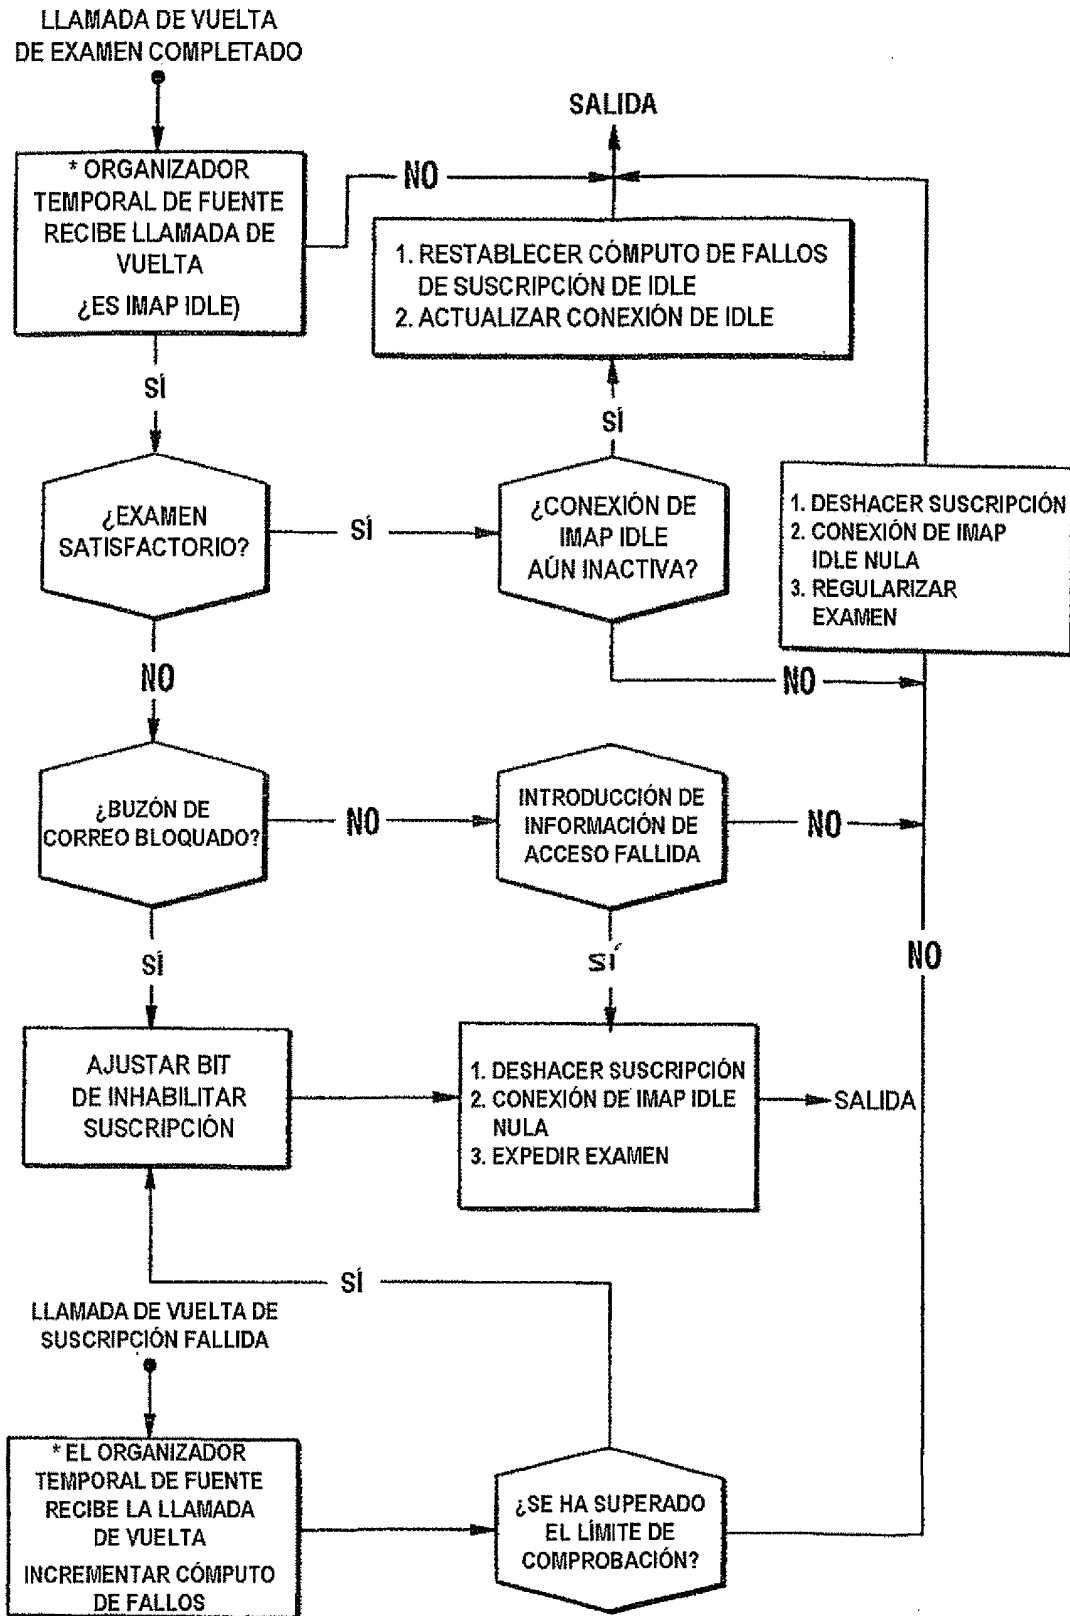 LLAMADA DE VUELTA
DE EXAMEN COMPLETADO
SALIDA
* ORGANIZADOR
TEMPORAL DE FUENTE
RECIBE LLAMADA DE
VUELTA
¿ES IMAP IDLE)
NO
1. RESTABLECER CÓMPUTO DE FALLOS
DE SUSCRIPCIÓN DE IDLE
2. ACTUALIZAR CONEXIÓN DE IDLE
SÍ
SÍ
¿EXAMEN
SATISFACTORIO?
SÍ
¿CONEXIÓN DE
IMAP IDLE
AÚN INACTIVA?
1. DESHACER SUSCRIPCIÓN
2. CONEXIÓN DE IMAP
IDLE NULA
3. REGULARIZAR
EXAMEN
NO
NO
¿BUZÓN DE
CORREO BLOQUADO?
NO
INTRODUCCIÓN DE
INFORMACIÓN DE
ACCESO FALLIDA
NO
SÍ
SÍ
NO
AJUSTAR BIT
DE INHABILITAR
SUSCRIPCIÓN
1. DESHACER SUSCRIPCIÓN
2. CONEXIÓN DE IMAP IDLE
NULA
3. EXPEDIR EXAMEN
SALIDA
SÍ
LLAMADA DE VUELTA DE
SUSCRIPCIÓN FALLIDA
* EL ORGANIZADOR
TEMPORAL DE FUENTE
RECIBE LA LLAMADA
DE VUELTA
INCREMENTAR CÓMPUTO
DE FALLOS
¿SE HA SUPERADO
EL LÍMITE DE
COMPROBACIÓN?